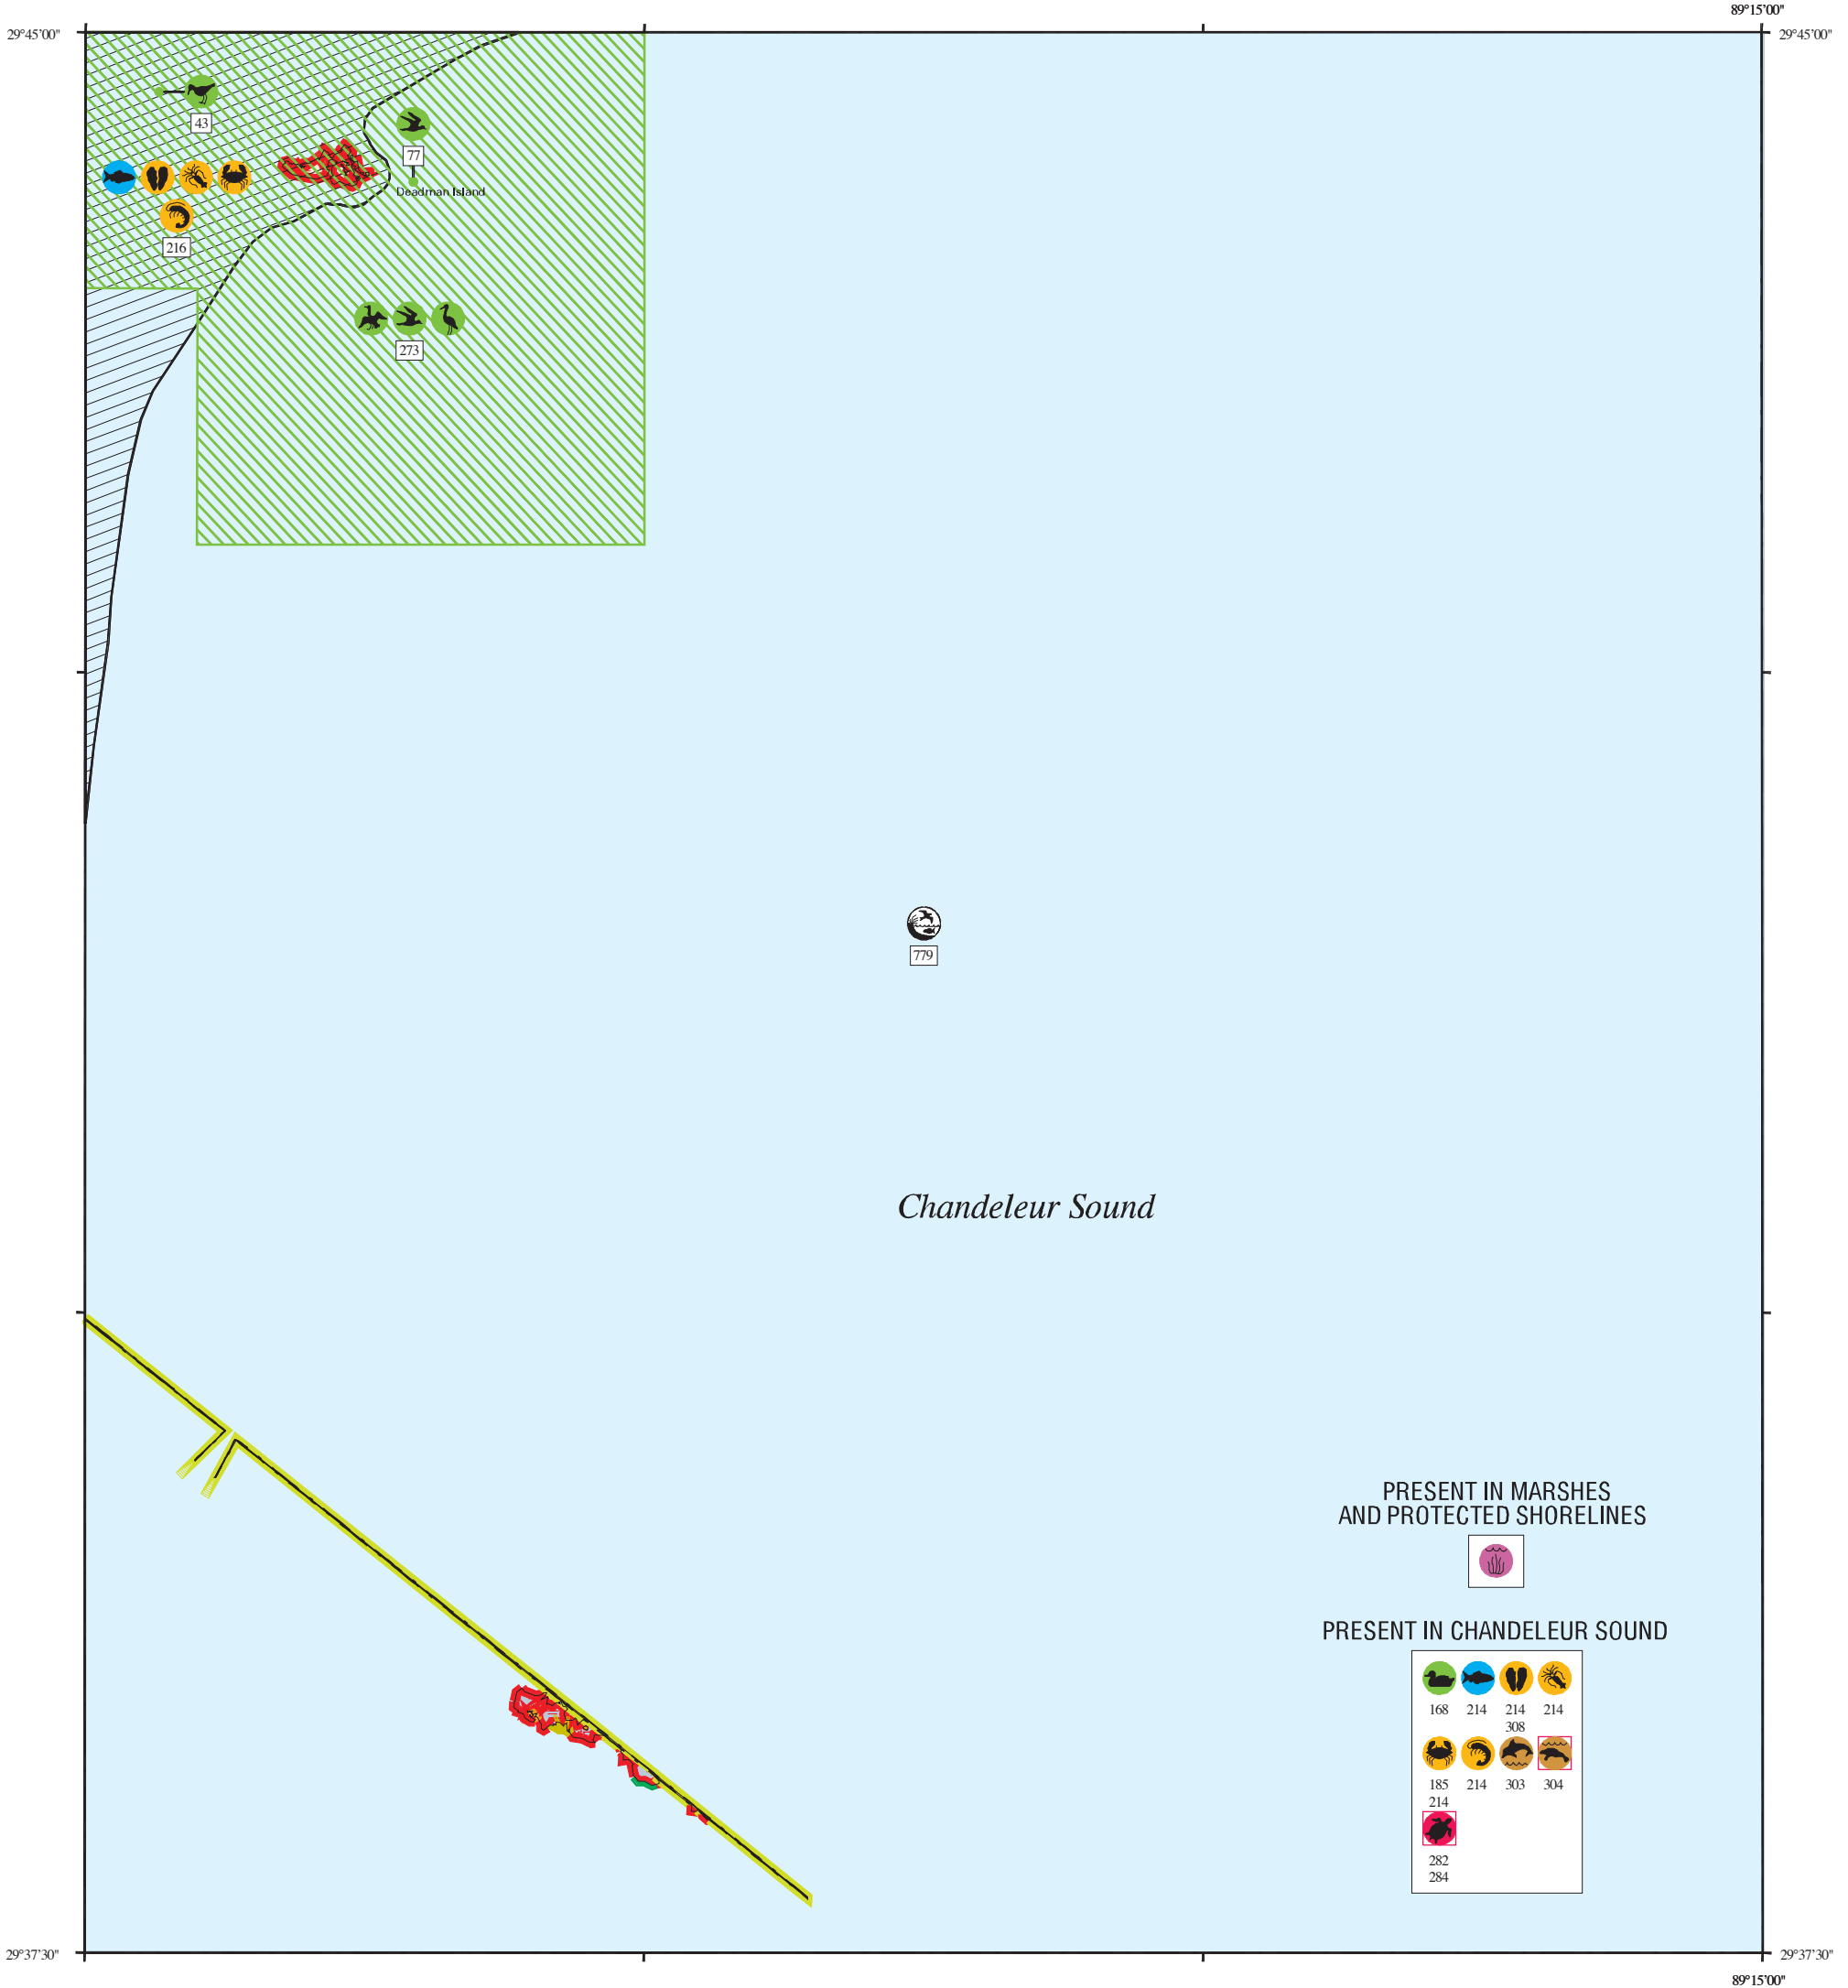 89°15'00"
29°45'00"
29°45'00"
43
77
Deadman Island
216
273
779
Chandeleur Sound
PRESENT IN MARSHES
AND PROTECTED SHORELINES
PRESENT IN CHANDELEUR SOUND
168 214 214 214
308
185 214 303 304
214
282
284
29°37'30"
29°37'30"
89°15'00"